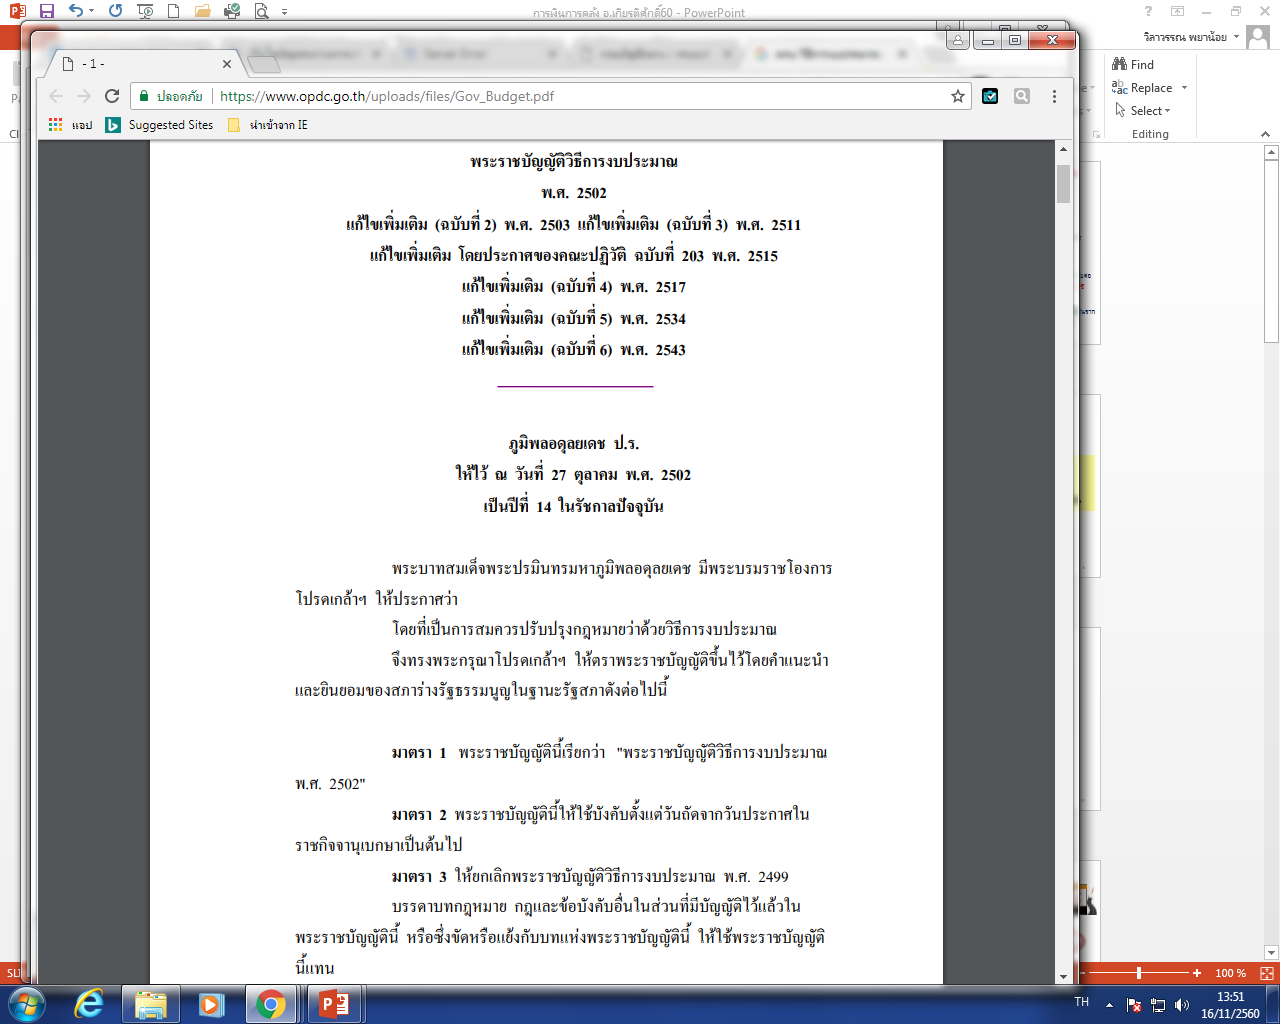 การเงินการคลัง อ.เกียรติศักดิ์60 - PowerPoint
วิลาวรรณ พยาน้อย
Find
Replace
Select
Editing
- 1 -
Server Error
ปลอดภัย https://www.opdc.go.th/uploads/files/Gov_Budget.pdf
แอป Suggested Sites นำเข้าจาก IE
พระราชบัญญัติวิธีการงบประมาณ
พ.ศ. 2502
แก้ไขเพิ่มเติม (ฉบับที่ 2) พ.ศ. 2503 แก้ไขเพิ่มเติม (ฉบับที่ 3) พ.ศ. 2511
แก้ไขเพิ่มเติม โดยประกาศของคณะปฏิวัติ ฉบับที่ 203 พ.ศ. 2515
แก้ไขเพิ่มเติม (ฉบับที่ 4) พ.ศ. 2517
แก้ไขเพิ่มเติม (ฉบับที่ 5) พ.ศ. 2534
แก้ไขเพิ่มเติม (ฉบับที่ 6) พ.ศ. 2543
ภูมิพลอดุลยเดช ป.ร.
ให้ไว้ ณ วันที่ 27 ตุลาคม พ.ศ. 2502
เป็นปีที่ 14 ในรัชกาลปัจจุบัน
พระบาทสมเด็จพระปรมินทรมหาภูมิพลอดุลยเดช มีพระบรมราชโองการ
โปรดเกล้าฯ ให้ประกาศว่า
โดยที่เป็นการสมควรปรับปรุงกฎหมายว่าด้วยวิธีการงบประมาณ
จึงทรงพระกรุณาโปรดเกล้าฯ ให้ตราพระราชบัญญัติขึ้นไว้โดยคำแนะนำ
และยินยอมของสภาร่างรัฐธรรมนูญในฐานะรัฐสภาดังต่อไปนี้
มาตรา 1 พระราชบัญญัตินี้เรียกว่า "พระราชบัญญัติวิธีการงบประมาณ
พ.ศ. 2502"
มาตรา 2 พระราชบัญญัตินี้ให้ใช้บังคับตั้งแต่วันถัดจากวันประกาศใน
ราชกิจจานุเบกษาเป็นต้นไป
มาตรา 3 ให้ยกเลิกพระราชบัญญัติวิธีการงบประมาณ พ.ศ. 2499
บรรดาบทกฎหมาย กฎและข้อบังคับอื่นในส่วนที่มีบัญญัติไว้แล้วใน
พระราชบัญญัตินี้ หรือซึ่งขัดหรือแย้งกับบทแห่งพระราชบัญญัตินี้ ให้ใช้พระราชบัญญัติ
นี้แทน
100 %
TH
13:51
16/11/2560